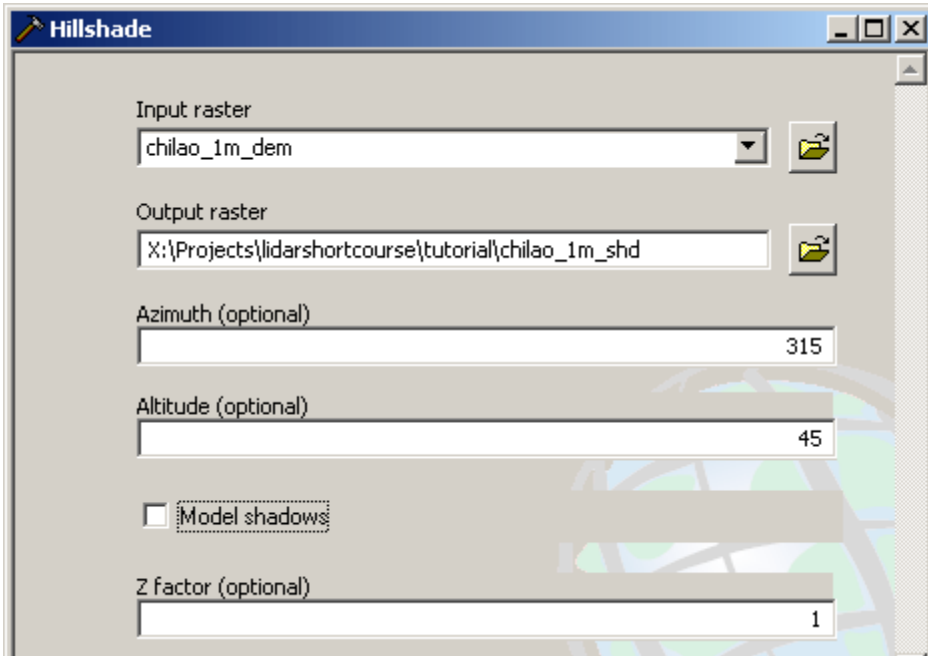 Hillshade
Input raster
chilao_1m_dem
Output raster
X:\Projects\lidarshortcourse\tutorial\chilao_1m_shd
Azimuth (optional)
315
Altitude (optional)
45
Model shadows
Z factor (optional)
1